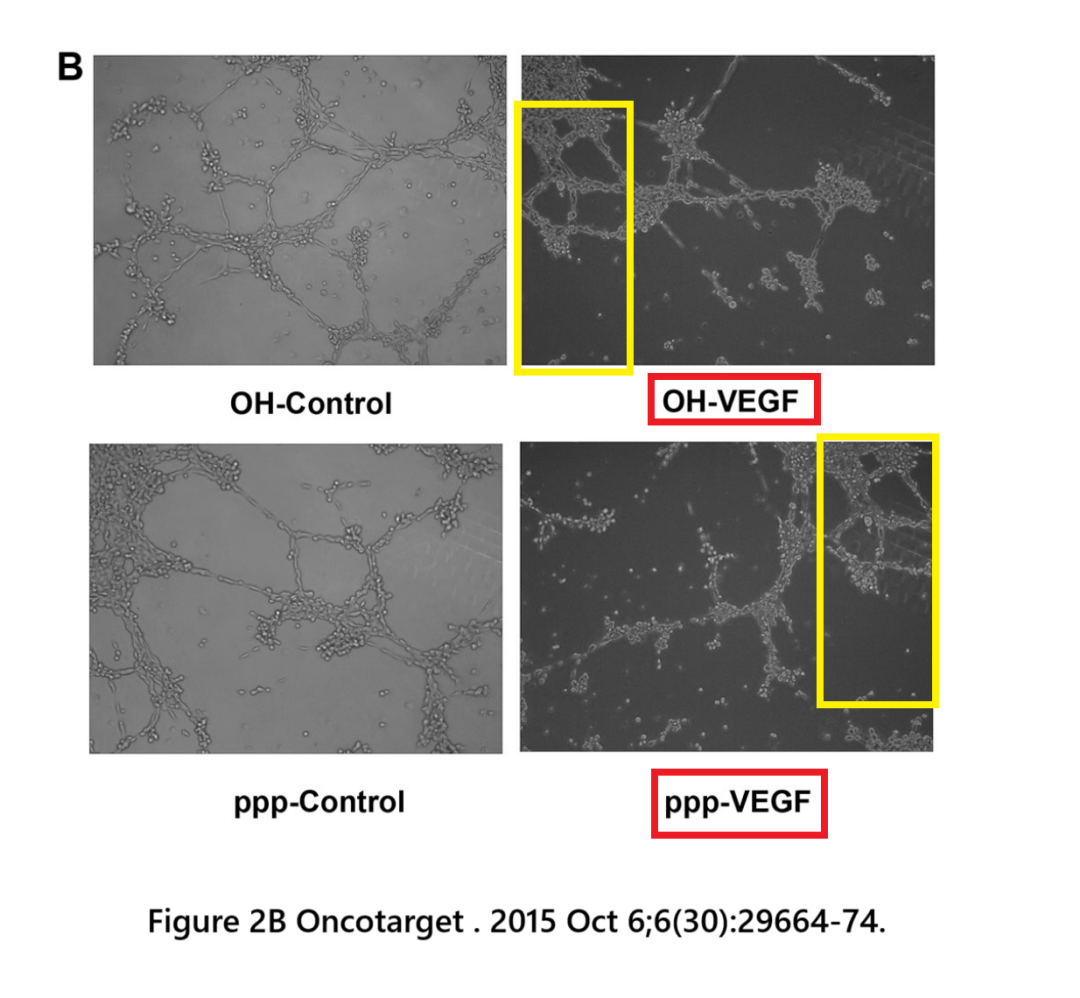 B
OH-Control
OH-VEGF
ppp-Control
ppp-VEGF
Figure 2B Oncotarget . 2015 Oct 6;6(30):29664-74.